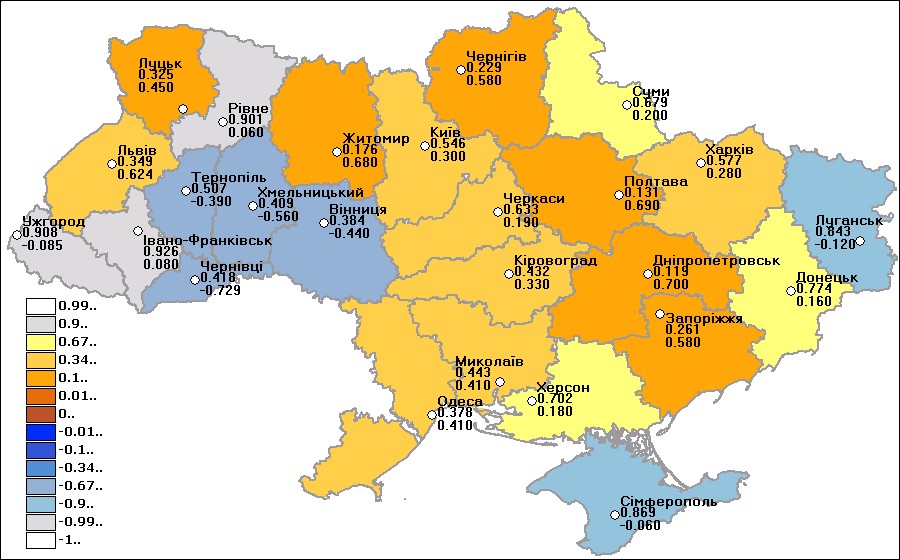 Чернігів
0.229
0.580
Луцьк
0.325
0.450
Суми
0.679
0.200
Рівне
0.901
0.060
Житомир
0.176
0.680
Київ
0.546
0.300
Харків
0.577
0.280
Львів
0.349
0.624
Тернопіль
0.507
-0.390
Хмельницький
0.409
-0.560
Полтава
0.131
0.690
Черкаси
0.633
0.190
Вінниця
0.384
-0.440
Ужгород
0.908
-0.085
Луганськ
0.843
-0.120
Івано-Франківськ
0.926
0.080
Чернівці
0.418
-0.729
Кіровоград
0.432
0.330
Дніпропетровськ
0.119
0.700
Донецьк
0.774
0.160
Запоріжжя
0.261
0.580
Миколаїв
0.443
0.410
Херсон
0.702
0.180
Одеса
0.378
0.410
Сімферополь
0.869
-0.060
0.99..
0.9..
0.67..
0.34..
0.1..
0.01..
0..
-0.01..
-0.1..
-0.34..
-0.67..
-0.9..
-0.99..
-1..